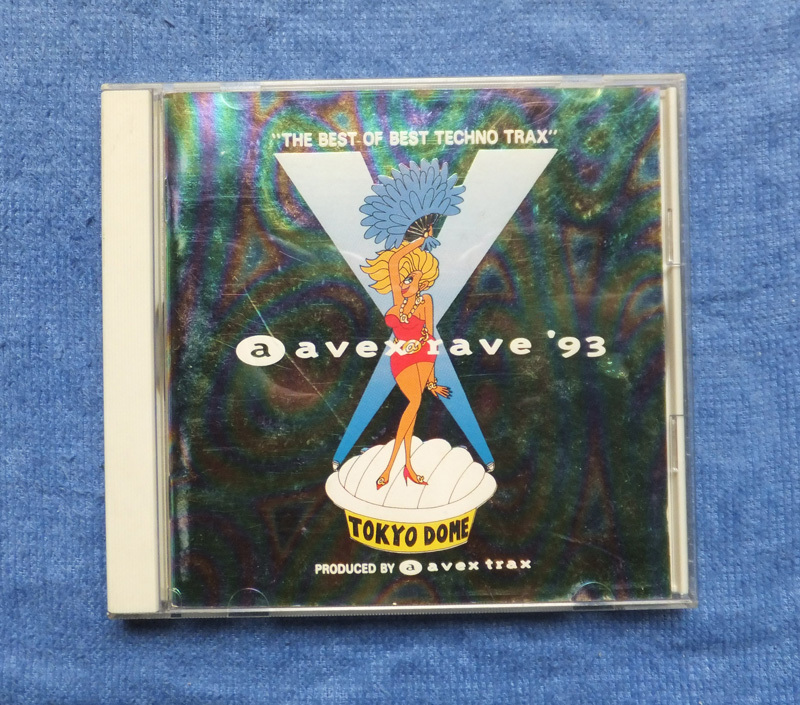 "THE BEST OF BEST TECHNO TRAX"
a avex rave '93
TOKYO DOME
PRODUCED BY a avex trax